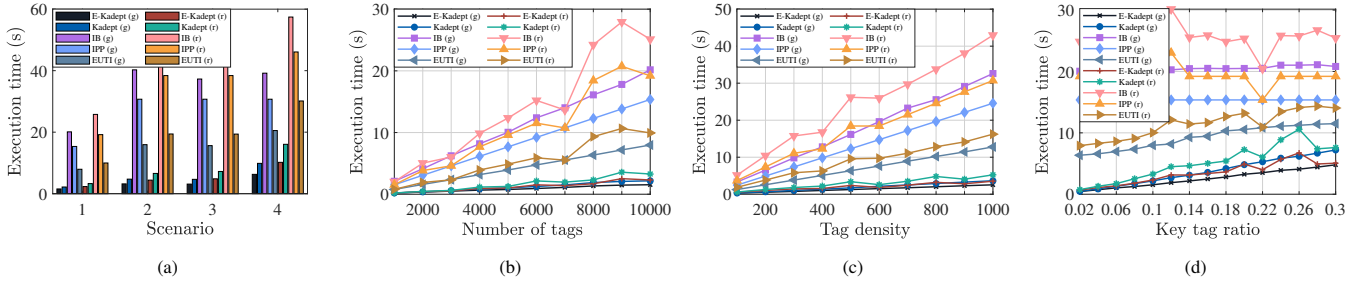 Execution time (s)
60
40
20
0
E-Kadept (g)
Kadept (g)
IB (g)
IPP (g)
EUTI (g)
E-Kadept (r)
Kadept (r)
IB (r)
IPP (r)
EUTI (r)
1 2 3 4
Scenario
(a)
Execution time (s)
30
20
10
0
E-Kadept (g)
Kadept (g)
IB (g)
IPP (g)
EUTI (g)
E-Kadept (r)
Kadept (r)
IB (r)
IPP (r)
EUTI (r)
2000 4000 6000 8000 10000
Number of tags
(b)
Execution time (s)
50
40
30
20
10
0
E-Kadept (g)
Kadept (g)
IB (g)
IPP (g)
EUTI (g)
E-Kadept (r)
Kadept (r)
IB (r)
IPP (r)
EUTI (r)
200 400 600 800 1000
Tag density
(c)
Execution time (s)
30
20
10
0
E-Kadept (g)
Kadept (g)
IB (g)
IPP (g)
EUTI (g)
E-Kadept (r)
Kadept (r)
IB (r)
IPP (r)
EUTI (r)
0.02 0.06 0.1 0.14 0.18 0.22 0.26 0.3
Key tag ratio
(d)